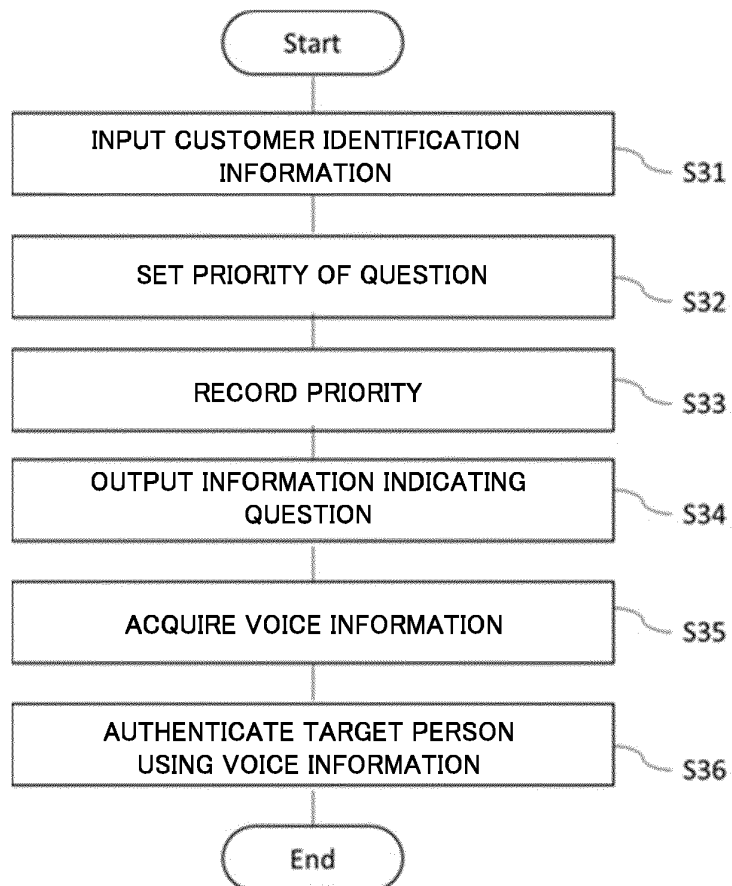 Start
INPUT CUSTOMER IDENTIFICATION
INFORMATION
S31
SET PRIORITY OF QUESTION
S32
RECORD PRIORITY
S33
OUTPUT INFORMATION INDICATING
QUESTION
S34
ACQUIRE VOICE INFORMATION
S35
AUTHENTICATE TARGET PERSON
USING VOICE INFORMATION
S36
End